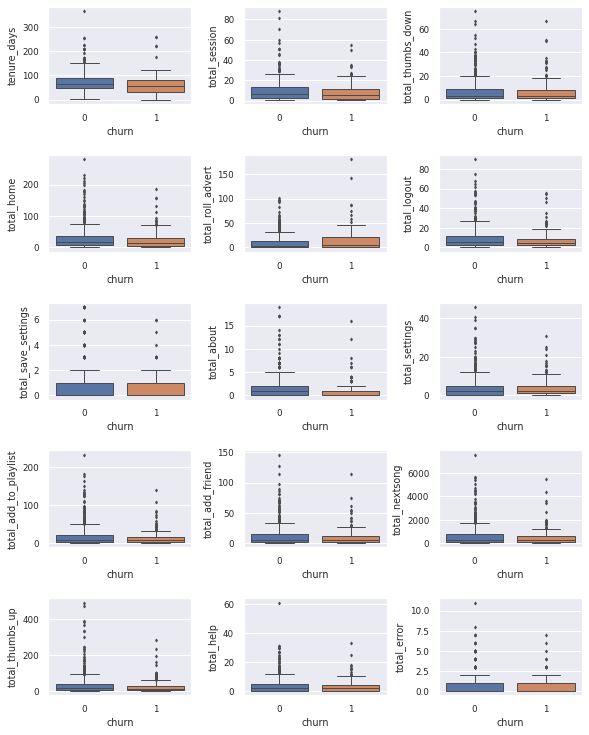 tenure_days
300
200
100
0
0
1
churn
total_session
80
60
40
20
0
0
1
churn
total_thumbs_down
60
40
20
0
0
1
churn
total_home
200
100
0
0
1
churn
total_roll_advert
150
100
50
0
0
1
churn
total_logout
80
60
40
20
0
0
1
churn
total_save_settings
6
4
2
0
0
1
churn
total_about
15
10
5
0
0
1
churn
total_settings
40
20
0
0
1
churn
total_add_to_playlist
200
100
0
0
1
churn
total_add_friend
150
100
50
0
0
1
churn
total_nextsong
6000
4000
2000
0
0
1
churn
total_thumbs_up
400
200
0
0
1
churn
total_help
60
40
20
0
0
1
churn
total_error
10.0
7.5
5.0
2.5
0.0
0
1
churn